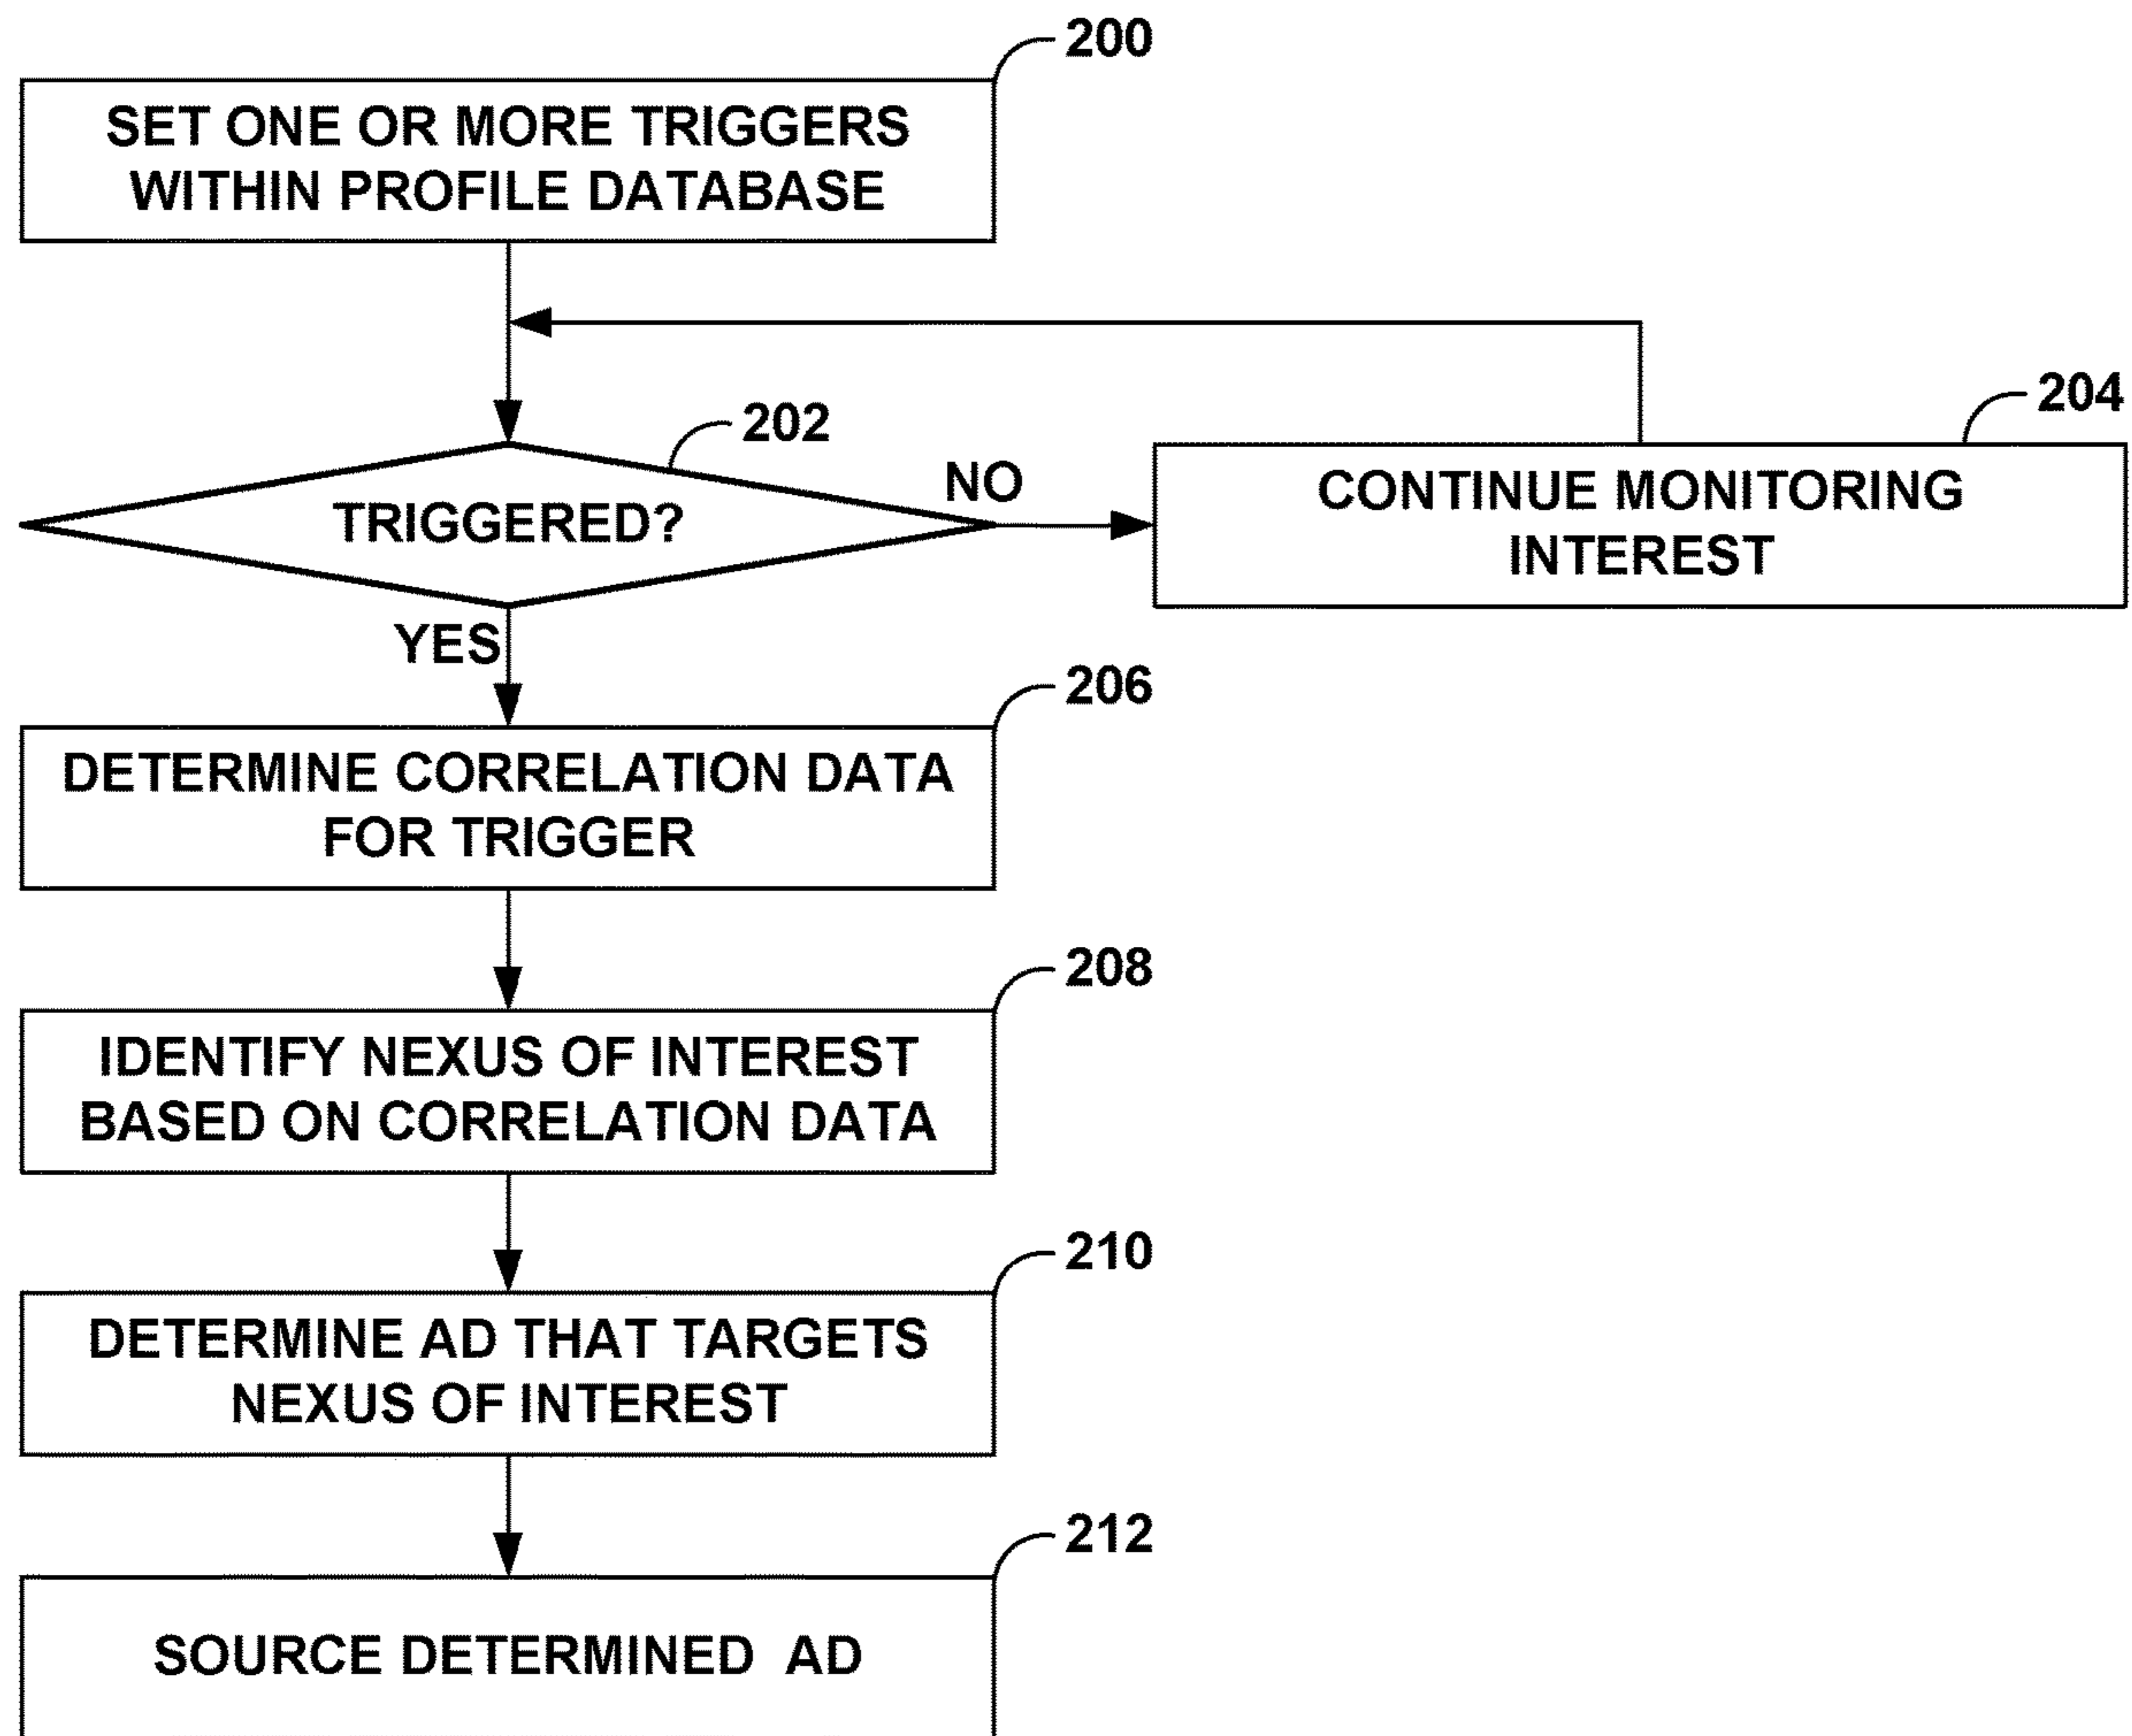 200
SET ONE OR MORE TRIGGERS
WITHIN PROFILE DATABASE
202
TRIGGERED?
NO
204
CONTINUE MONITORING
INTEREST
YES
206
DETERMINE CORRELATION DATA
FOR TRIGGER
208
IDENTIFY NEXUS OF INTEREST
BASED ON CORRELATION DATA
210
DETERMINE AD THAT TARGETS
NEXUS OF INTEREST
212
SOURCE DETERMINED AD